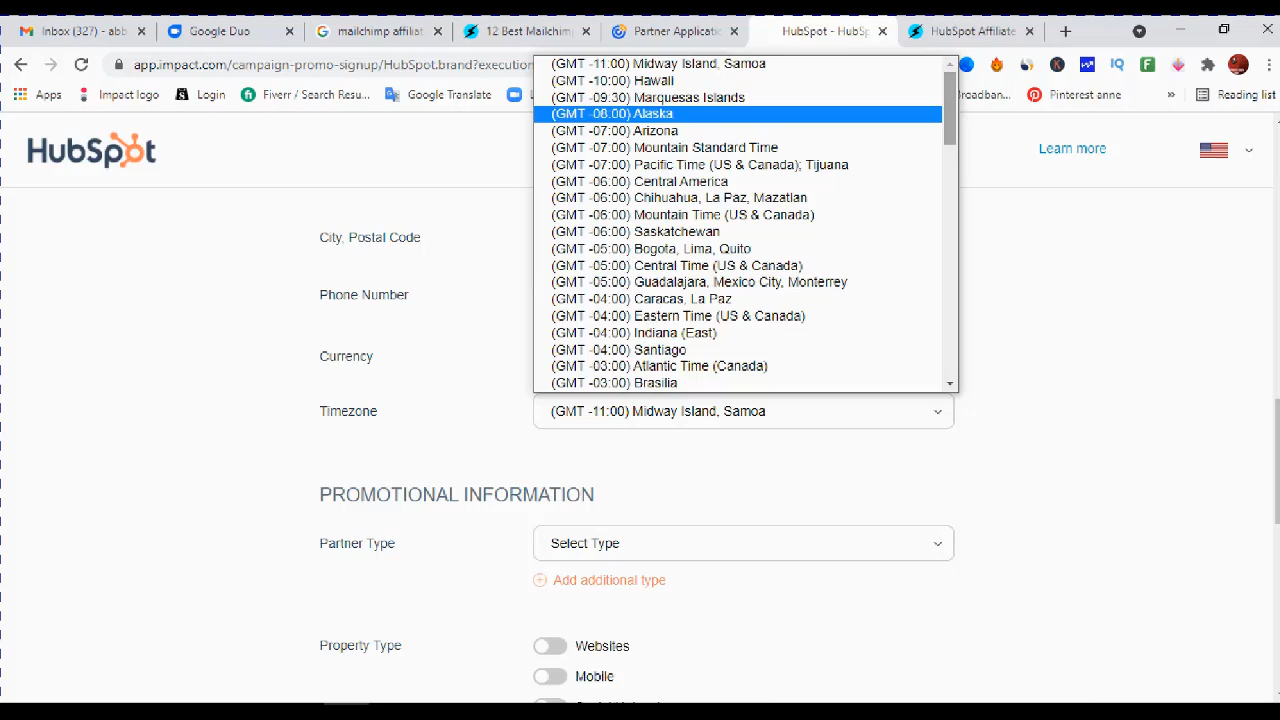 Inbox (327) - abb
Google Duo
mailchimp affiliat
12 Best Mailchimp
Partner Applicatio
HubSpot - HubSp
HubSpot Affiliate
app.impact.com/campaign-promo-signup/HubSpot.brand?execution
Apps
Impact logo
Login
Fiverr / Search Resu...
Google Translate
Broadban...
Pinterest anne
»
Reading list
HubSpot
Learn more
(GMT -11:00) Midway Island, Samoa
(GMT -10:00) Hawaii
(GMT -09:30) Marquesas Islands
(GMT -08:00) Alaska
(GMT -07:00) Arizona
(GMT -07:00) Mountain Standard Time
(GMT -07:00) Pacific Time (US & Canada); Tijuana
(GMT -06:00) Central America
(GMT -06:00) Chihuahua, La Paz, Mazatlan
(GMT -06:00) Mountain Time (US & Canada)
(GMT -06:00) Saskatchewan
(GMT -05:00) Bogota, Lima, Quito
(GMT -05:00) Central Time (US & Canada)
(GMT -05:00) Guadalajara, Mexico City, Monterrey
(GMT -04:00) Caracas, La Paz
(GMT -04:00) Eastern Time (US & Canada)
(GMT -04:00) Indiana (East)
(GMT -04:00) Santiago
(GMT -03:00) Atlantic Time (Canada)
(GMT -03:00) Brasilia
City, Postal Code
Phone Number
Currency
Timezone
(GMT -11:00) Midway Island, Samoa
PROMOTIONAL INFORMATION
Partner Type
Select Type
Add additional type
Property Type
Websites
Mobile